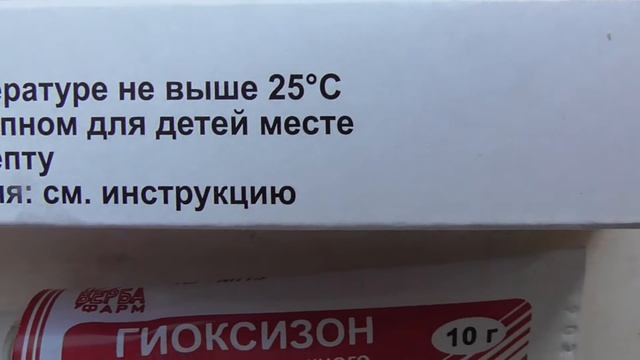 ературе не выше 25°С
пном для детей месте
епту
ия: см. инструкцию
ВЕРБА
ФАРМ
ГИОКСИЗОН
10 г